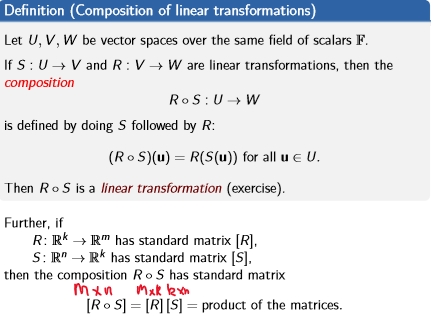 Definition (Composition of linear transformations)
Let U, V, W be vector spaces over the same field of scalars 𝔽.
If S : U → V and R : V → W are linear transformations, then the
composition
R ∘ S : U → W
is defined by doing S followed by R:
(R ∘ S)(u) = R(S(u)) for all u ∈ U.
Then R ∘ S is a linear transformation (exercise).
Further, if
R: ℝᵏ → ℝᵐ has standard matrix [R],
S: ℝⁿ → ℝᵏ has standard matrix [S],
then the composition R ∘ S has standard matrix
m x n m x k k x n
[R ∘ S] = [R] [S] = product of the matrices.